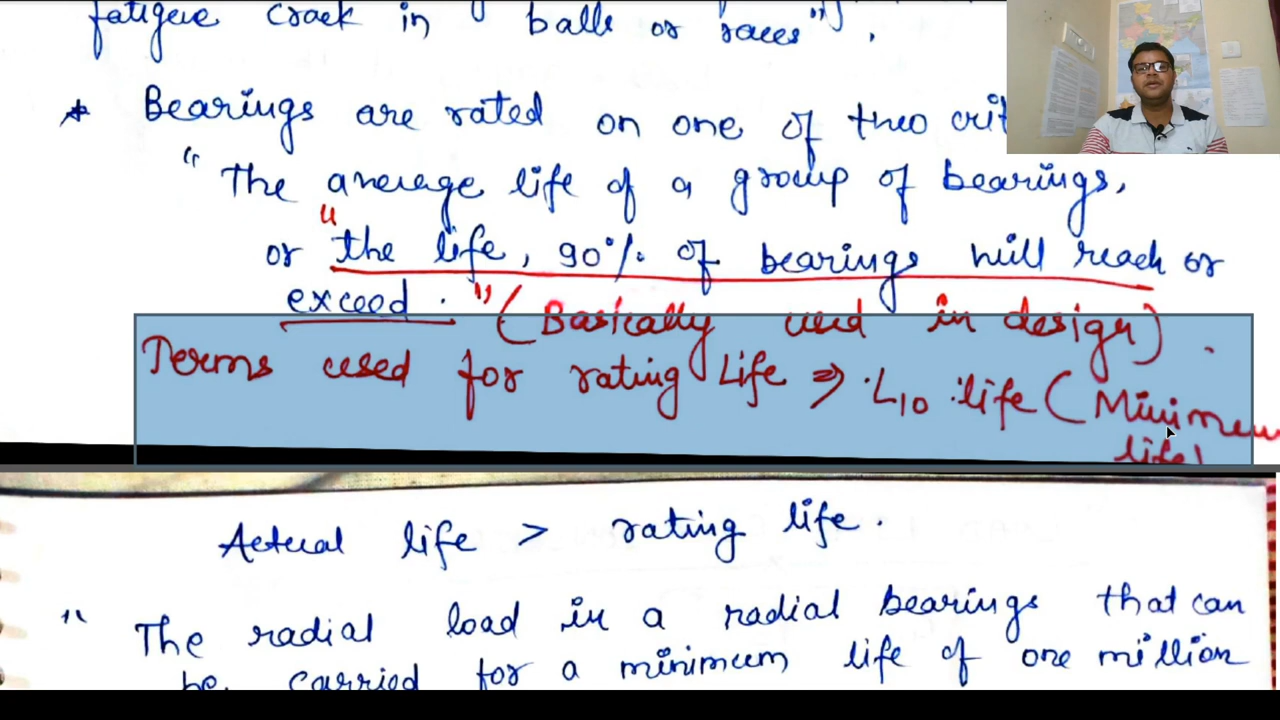 fatigue crack in " balls or races".
* Bearings are rated on one of two crit
" The average life of a group of bearings,
or "the life, 90% of bearings will reach or
exceed." (Basically used in design).
Terms used for rating Life ⇒ L10 life (Minimum
life)
Actual life > rating life.
" The radial load in a radial bearings that can
be carried for a minimum life of one million